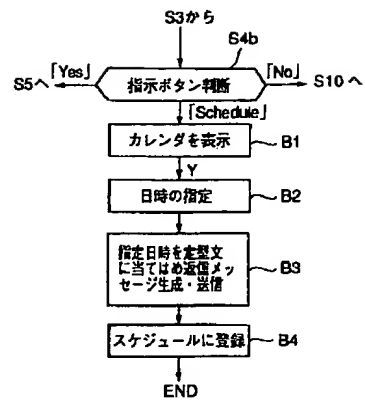 S3から
S4b
「Yes」
「No」
S5へ
指示ボタン判断
S10へ
「Schedule」
カレンダを表示
B1
Y
日時の指定
B2
指定日時を定型文
に当てはめ返信メッ
セージ生成・送信
B3
スケジュールに登録
B4
END